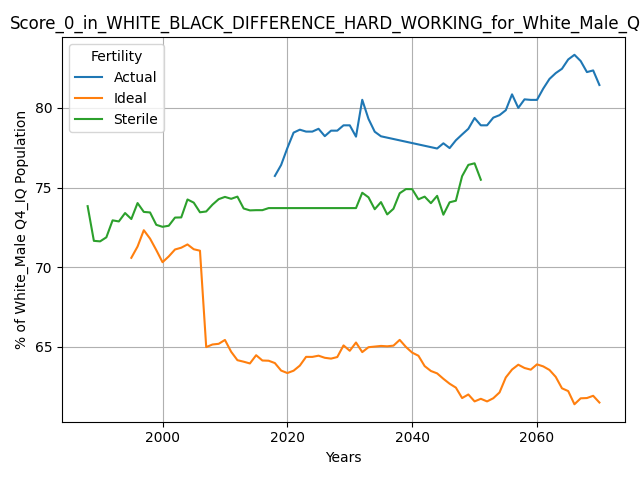 Score_0_in_WHITE_BLACK_DIFFERENCE_HARD_WORKING_for_White_Male_Q
Fertility
Actual
Ideal
Sterile
% of White_Male Q4_IQ Population
80
75
70
65
2000 2020 2040 2060
Years